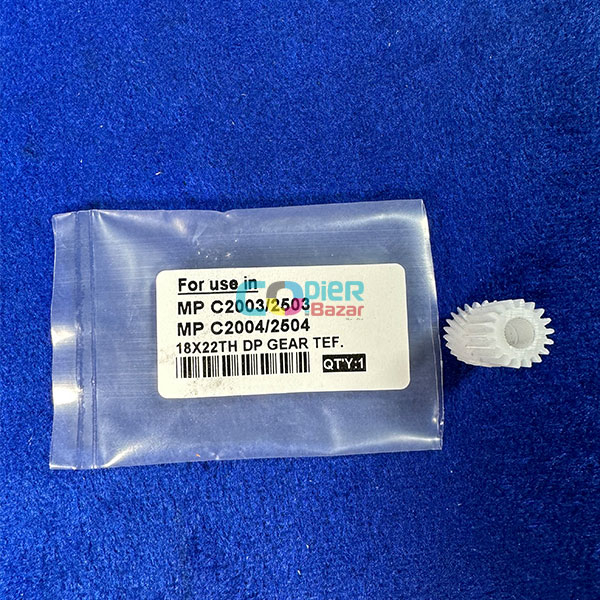 For use in
MP C2003/2503
MP C2004/2504
18X22TH DP GEAR TEF.
QT'Y:1
COPiER
Bazar